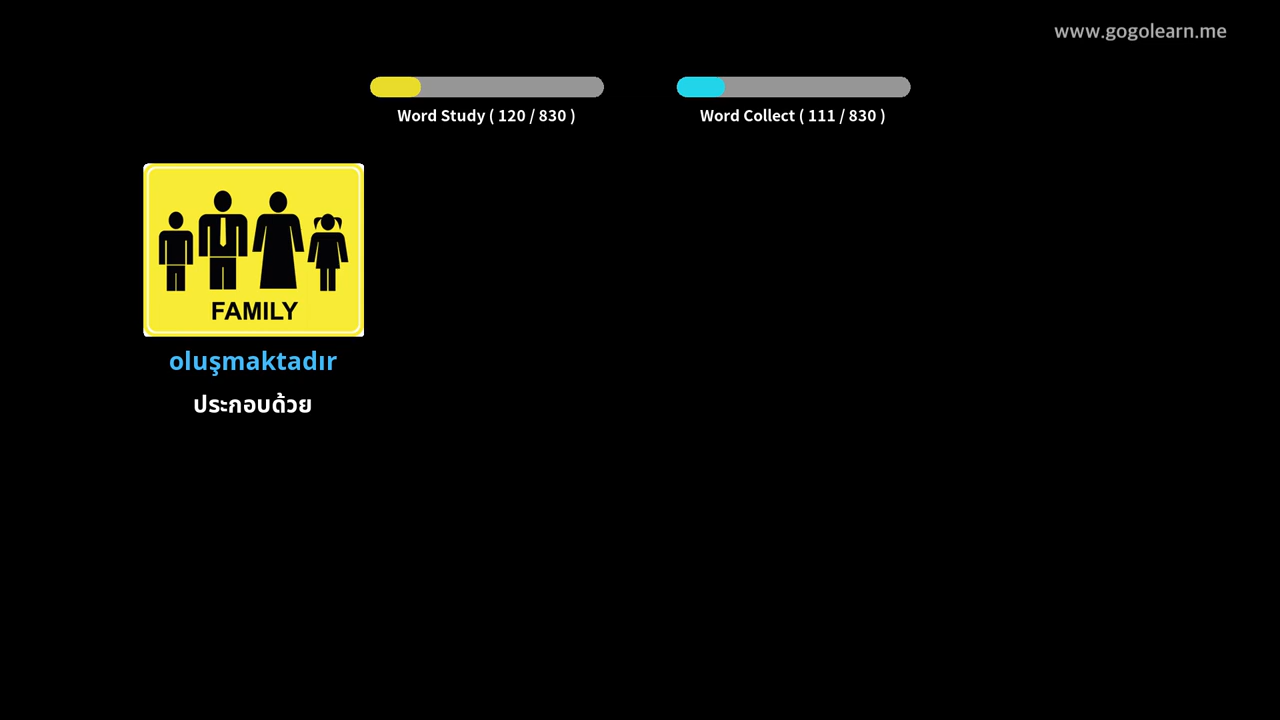 www.gogolearn.me
Word Study ( 120 / 830 )
Word Collect ( 111 / 830 )
FAMILY
oluşmaktadır
ประกอบด้วย